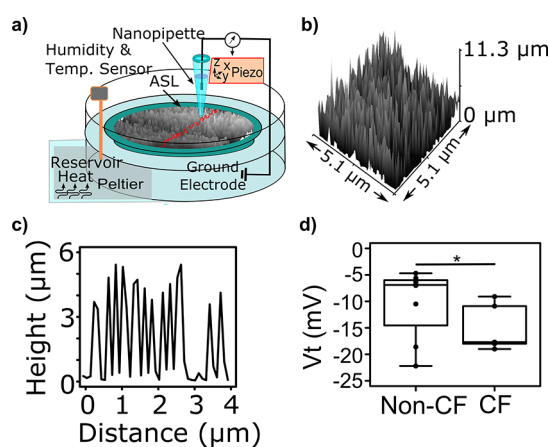 a)
Nanopipette
Humidity &
Temp. Sensor
ASL
z x
y Piezo
Reservoir
Heat
Peltier
Ground
Electrode
b)
11.3 µm
0 µm
5.1 µm
5.1 µm
c)
Height (µm)
6
3
0
0 1 2 3 4
Distance (µm)
d)
Vt (mV)
0
-5
-10
-15
-20
-25
*
Non-CF CF